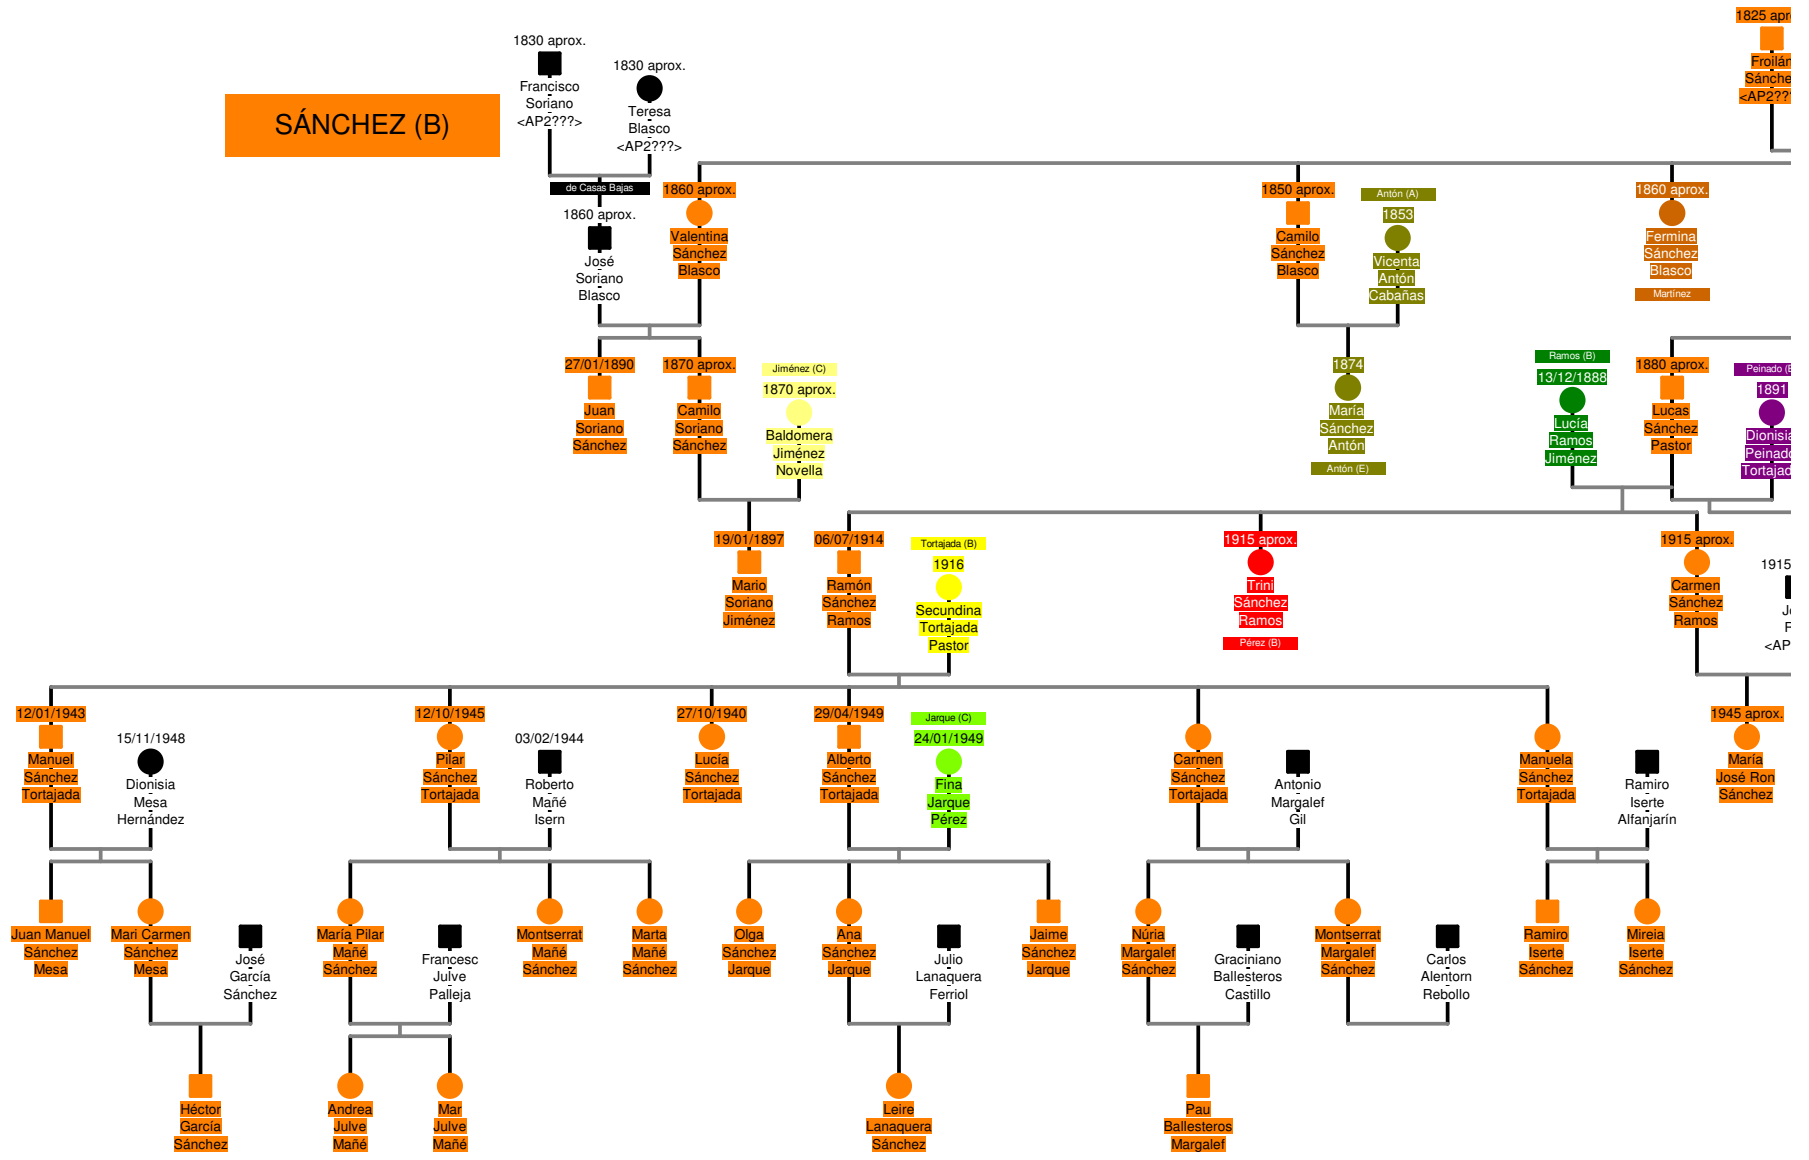 1825 apr
Froilán
Sánche
<AP2??
1830 aprox.
Francisco
Soriano
<AP2???>
1830 aprox.
Teresa
Blasco
<AP2???>
SÁNCHEZ (B)
de Casas Bajas
1860 aprox.
José
Soriano
Blasco
1860 aprox.
Valentina
Sánchez
Blasco
1850 aprox.
Camilo
Sánchez
Blasco
Antón (A)
1853
Vicenta
Antón
Cabañas
1860 aprox.
Fermina
Sánchez
Blasco
Martínez
27/01/1890
Juan
Soriano
Sánchez
1870 aprox.
Camilo
Soriano
Sánchez
Jiménez (C)
1870 aprox.
Baldomera
Jiménez
Novella
1874
María
Sánchez
Antón
Antón (E)
Ramos (B)
13/12/1888
Lucía
Ramos
Jiménez
1880 aprox.
Lucas
Sánchez
Pastor
Peinado (
1891
Dionisia
Peinado
Tortajad
19/01/1897
Mario
Soriano
Jiménez
06/07/1914
Ramón
Sánchez
Ramos
Tortajada (B)
1916
Secundina
Tortajada
Pastor
1915 aprox.
Trini
Sánchez
Ramos
Pérez (B)
1915 aprox.
Carmen
Sánchez
Ramos
1915
J
<AP
12/01/1943
Manuel
Sánchez
Tortajada
15/11/1948
Dionisia
Mesa
Hernández
12/10/1945
Pilar
Sánchez
Tortajada
03/02/1944
Roberto
Mañé
Isern
27/10/1940
Lucía
Sánchez
Tortajada
29/04/1949
Alberto
Sánchez
Tortajada
Jarque (C)
24/01/1949
Fina
Jarque
Pérez
Carmen
Sánchez
Tortajada
Antonio
Margalef
Gil
Manuela
Sánchez
Tortajada
Ramiro
Iserte
Alfanjarín
1945 aprox.
María
José Ron
Sánchez
Juan Manuel
Sánchez
Mesa
Mari Carmen
Sánchez
Mesa
José
García
Sánchez
María Pilar
Mañé
Sánchez
Francesc
Julve
Palleja
Montserrat
Mañé
Sánchez
Marta
Mañé
Sánchez
Olga
Sánchez
Jarque
Ana
Sánchez
Jarque
Julio
Lanaquera
Ferriol
Jaime
Sánchez
Jarque
Núria
Margalef
Sánchez
Graciniano
Ballesteros
Castillo
Montserrat
Margalef
Sánchez
Carlos
Alentorn
Rebollo
Ramiro
Iserte
Sánchez
Mireia
Iserte
Sánchez
Héctor
García
Sánchez
Andrea
Julve
Mañé
Mar
Julve
Mañé
Leire
Lanaquera
Sánchez
Pau
Ballesteros
Margalef